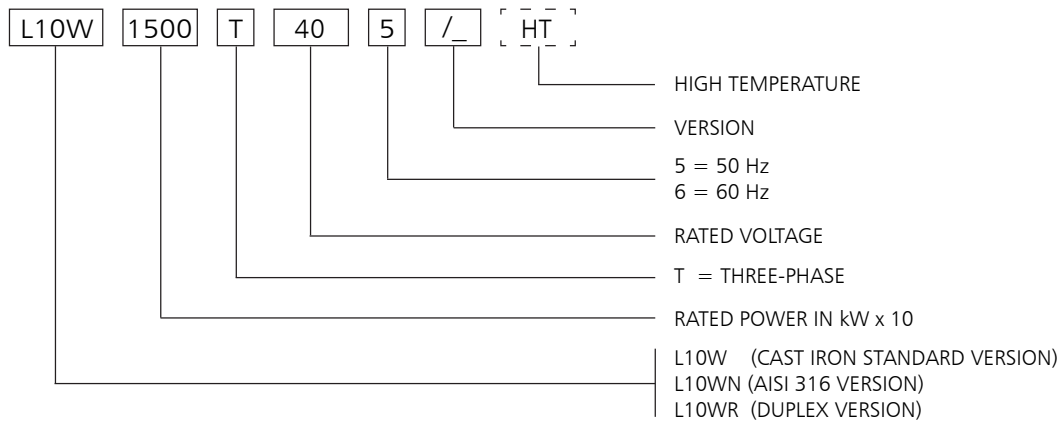 L10W 1500 T 40 5 /_ HT
HIGH TEMPERATURE
VERSION
5 = 50 Hz
6 = 60 Hz
RATED VOLTAGE
T = THREE-PHASE
RATED POWER IN kW x 10
L10W (CAST IRON STANDARD VERSION)
L10WN (AISI 316 VERSION)
L10WR (DUPLEX VERSION)